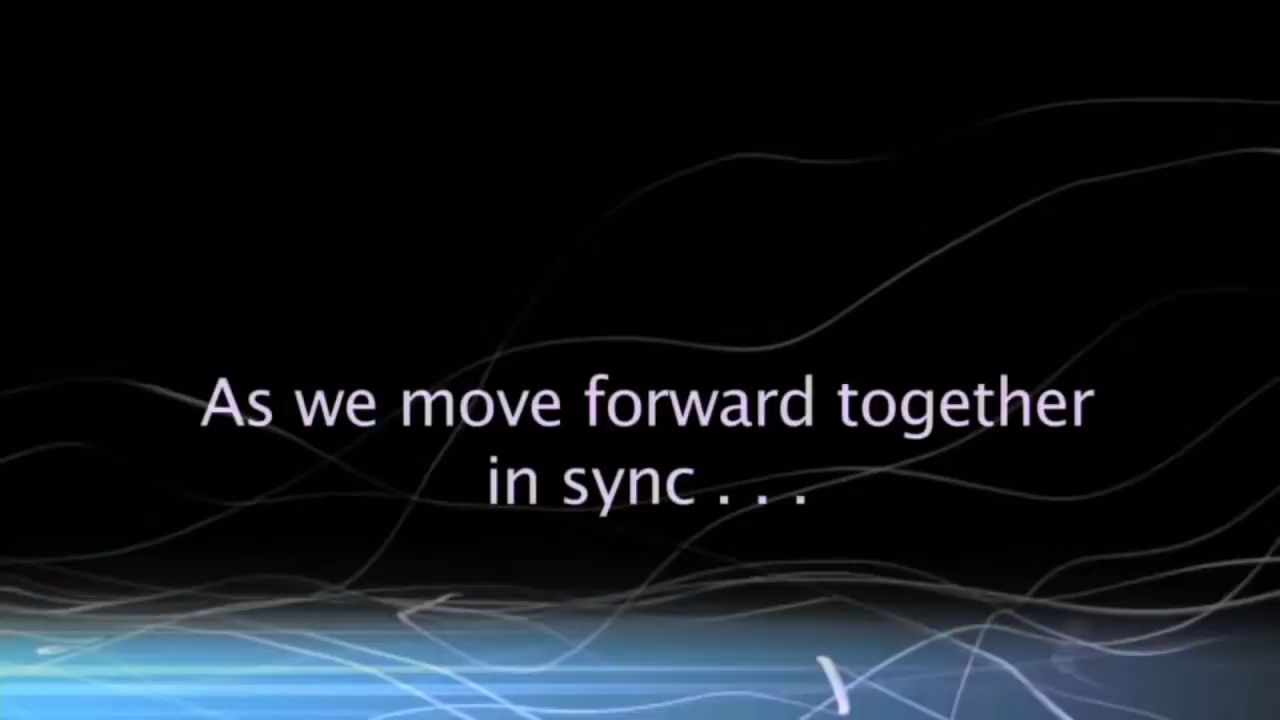 As we move forward together
in sync . . .